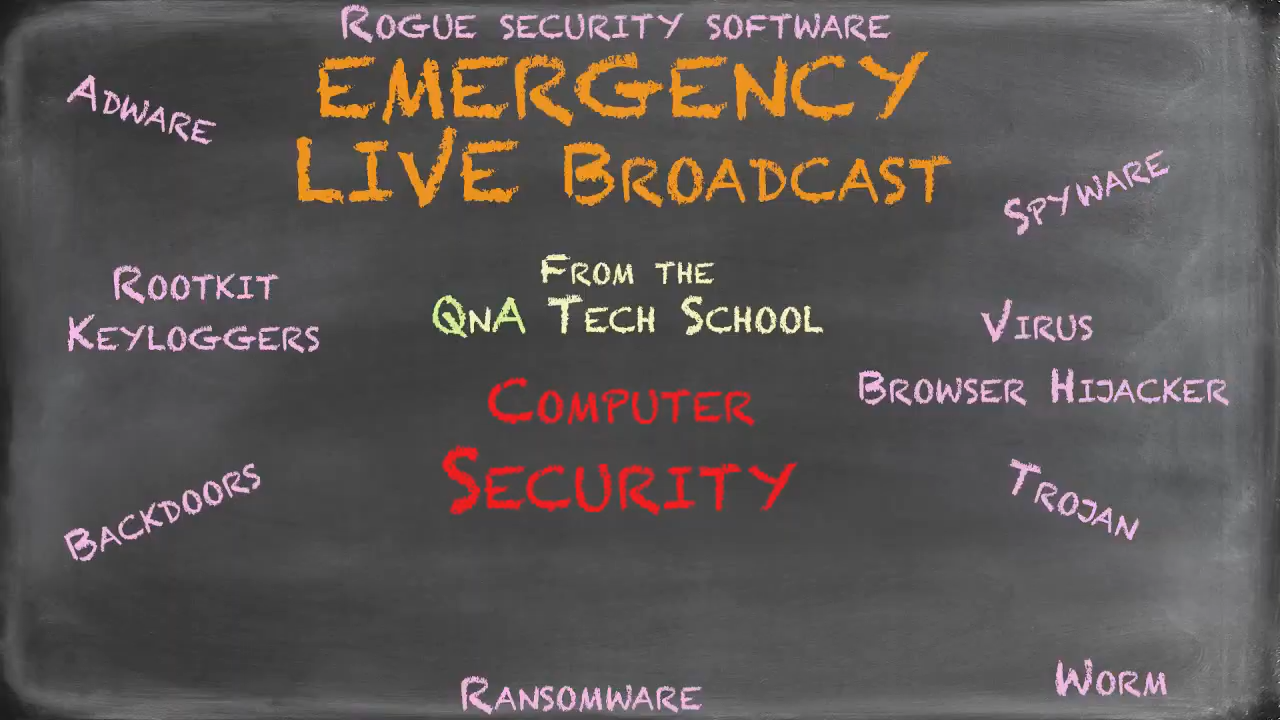 Rogue security software
EMERGENCY
LIVE Broadcast
Adware
Spyware
From the
QnA Tech School
Rootkit
Keyloggers
Virus
Browser Hijacker
Computer
Security
Backdoors
Trojan
Ransomware
Worm